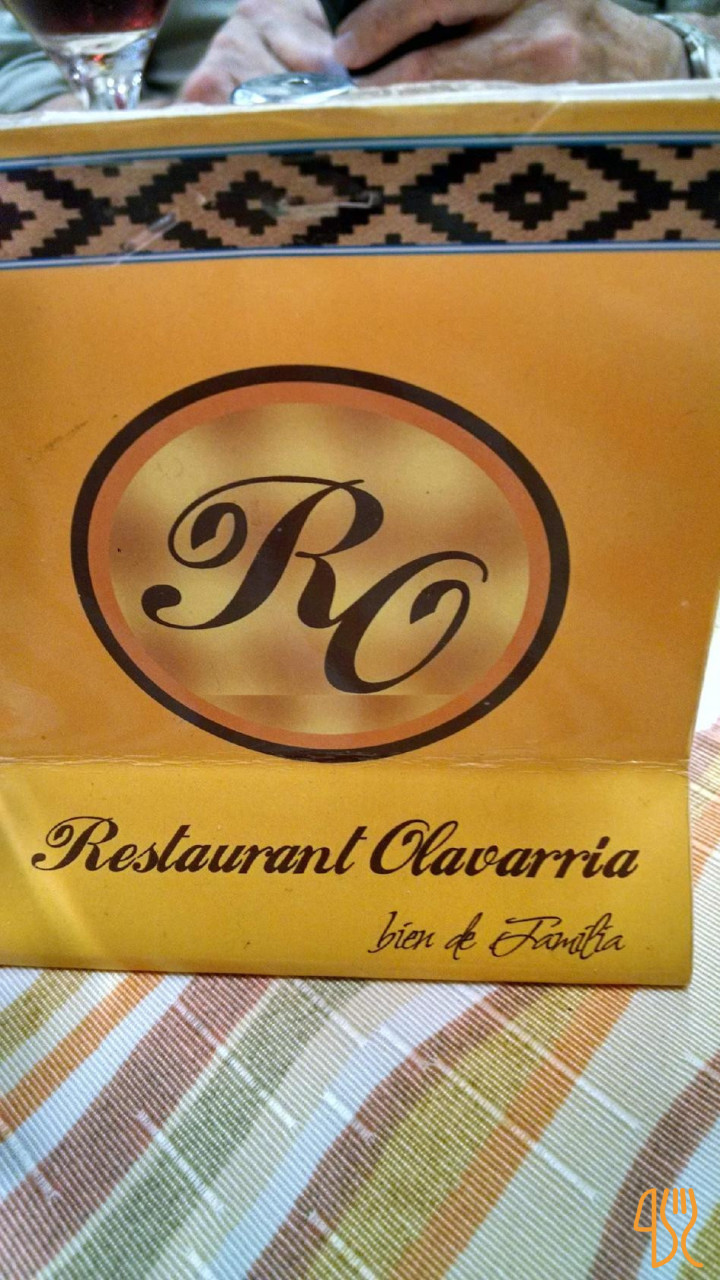 RO
Restaurant Olavarria
bien de Familia